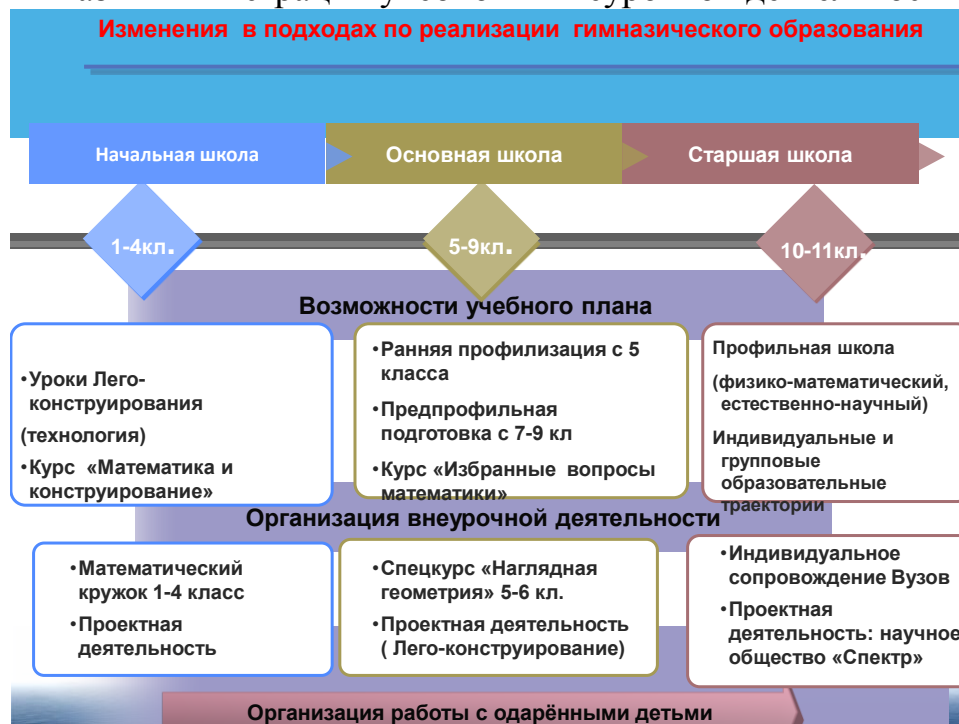 Изменения в подходах по реализации гимназического образования
Начальная школа
Основная школа
Старшая школа
1-4кл.
5-9кл.
10-11кл.
Возможности учебного плана
•Уроки Лего-
конструирования
(технология)
•Курс «Математика и
конструирование»
•Ранняя профилизация с 5
класса
•Предпрофильная
подготовка с 7-9 кл
•Курс «Избранные вопросы
математики»
Профильная школа
(физико-математический,
естественно-научный)
Индивидуальные и
групповые
образовательные
траектории
Организация внеурочной деятельности
•Математический
кружок 1-4 класс
•Проектная
деятельность
•Спецкурс «Наглядная
геометрия» 5-6 кл.
•Проектная деятельность
( Лего-конструирование)
•Индивидуальное
сопровождение Вузов
•Проектная
деятельность: научное
общество «Спектр»
Организация работы с одарёнными детьми